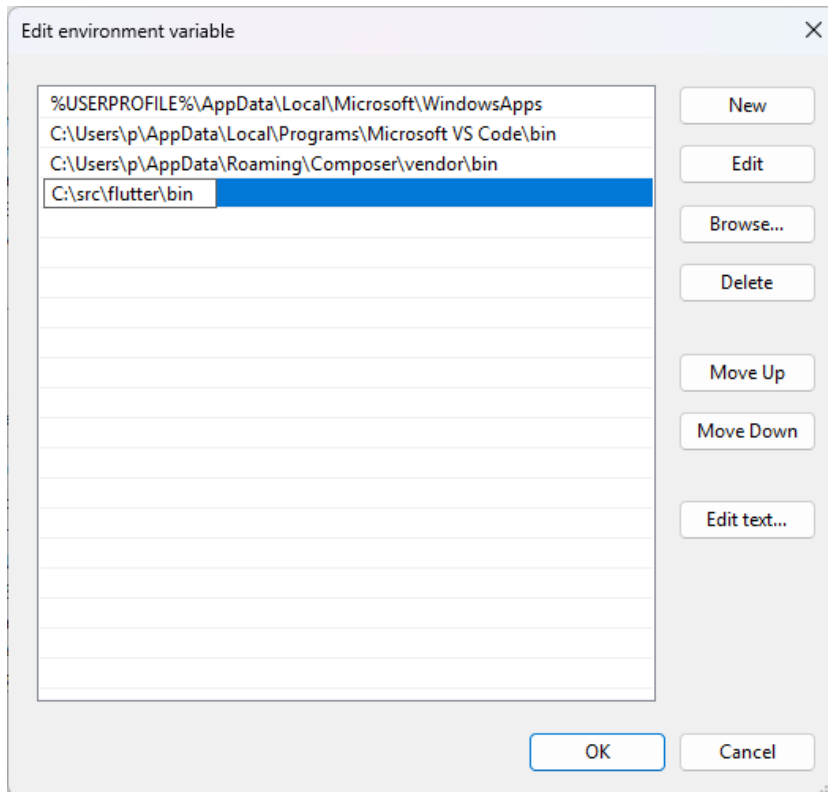 Edit environment variable
%USERPROFILE%\AppData\Local\Microsoft\WindowsApps
C:\Users\p\AppData\Local\Programs\Microsoft VS Code\bin
C:\Users\p\AppData\Roaming\Composer\vendor\bin
C:\src\flutter\bin
New
Edit
Browse...
Delete
Move Up
Move Down
Edit text...
OK
Cancel